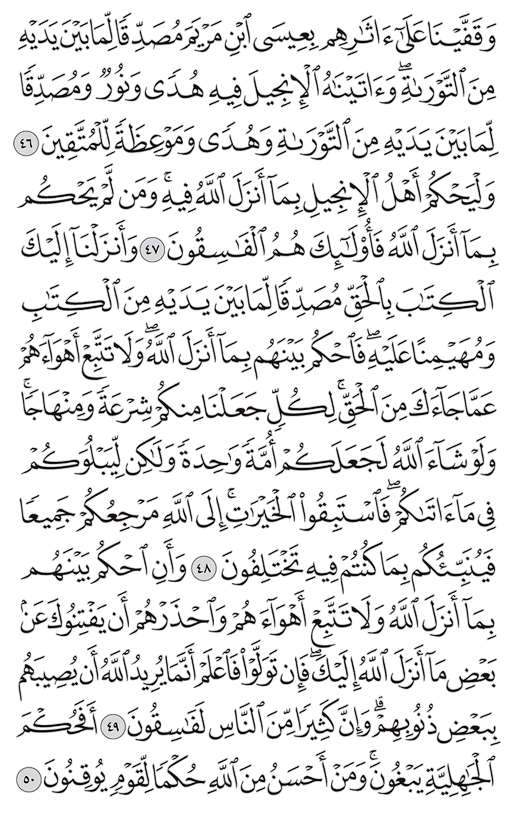 وَقَفَّيْنَا عَلَىٰٓ ءَاثَٰرِهِم بِعِيسَى ٱبْنِ مَرْيَمَ مُصَدِّقًا لِّمَا بَيْنَ يَدَيْهِ
مِنَ ٱلتَّوْرَىٰةِۖ وَءَاتَيْنَٰهُ ٱلْإِنجِيلَ فِيهِ هُدًى وَنُورٌ وَمُصَدِّقًا
لِّمَا بَيْنَ يَدَيْهِ مِنَ ٱلتَّوْرَىٰةِ وَهُدًى وَمَوْعِظَةً لِّلْمُتَّقِينَ ٤٦
وَلْيَحْكُمْ أَهْلُ ٱلْإِنجِيلِ بِمَآ أَنزَلَ ٱللَّهُ فِيهِۚ وَمَن لَّمْ يَحْكُم
بِمَآ أَنزَلَ ٱللَّهُ فَأُو۟لَٰٓئِكَ هُمُ ٱلْفَٰسِقُونَ ٤٧ وَأَنزَلْنَآ إِلَيْكَ
ٱلْكِتَٰبَ بِٱلْحَقِّ مُصَدِّقًا لِّمَا بَيْنَ يَدَيْهِ مِنَ ٱلْكِتَٰبِ
وَمُهَيْمِنًا عَلَيْهِۖ فَٱحْكُم بَيْنَهُم بِمَآ أَنزَلَ ٱللَّهُۖ وَلَا تَتَّبِعْ أَهْوَآءَهُمْ
عَمَّا جَآءَكَ مِنَ ٱلْحَقِّۚ لِكُلٍّ جَعَلْنَا مِنكُمْ شِرْعَةً وَمِنْهَاجًاۚ
وَلَوْ شَآءَ ٱللَّهُ لَجَعَلَكُمْ أُمَّةً وَٰحِدَةً وَلَٰكِن لِّيَبْلُوَكُمْ
فِى مَآ ءَاتَىٰكُمْۖ فَٱسْتَبِقُوا۟ ٱلْخَيْرَٰتِۚ إِلَى ٱللَّهِ مَرْجِعُكُمْ جَمِيعًا
فَيُنَبِّئُكُم بِمَا كُنتُمْ فِيهِ تَخْتَلِفُونَ ٤٨ وَأَنِ ٱحْكُم بَيْنَهُم
بِمَآ أَنزَلَ ٱللَّهُ وَلَا تَتَّبِعْ أَهْوَآءَهُمْ وَٱحْذَرْهُمْ أَن يَفْتِنُوكَ عَنۢ
بَعْضِ مَآ أَنزَلَ ٱللَّهُ إِلَيْكَۖ فَإِن تَوَلَّوْا۟ فَٱعْلَمْ أَنَّمَا يُرِيدُ ٱللَّهُ أَن يُصِيبَهُم
بِبَعْضِ ذُنُوبِهِمْۗ وَإِنَّ كَثِيرًا مِّنَ ٱلنَّاسِ لَفَٰسِقُونَ ٤٩ أَفَحُكْمَ
ٱلْجَٰهِلِيَّةِ يَبْغُونَۚ وَمَنْ أَحْسَنُ مِنَ ٱللَّهِ حُكْمًا لِّقَوْمٍ يُوقِنُونَ ٥٠